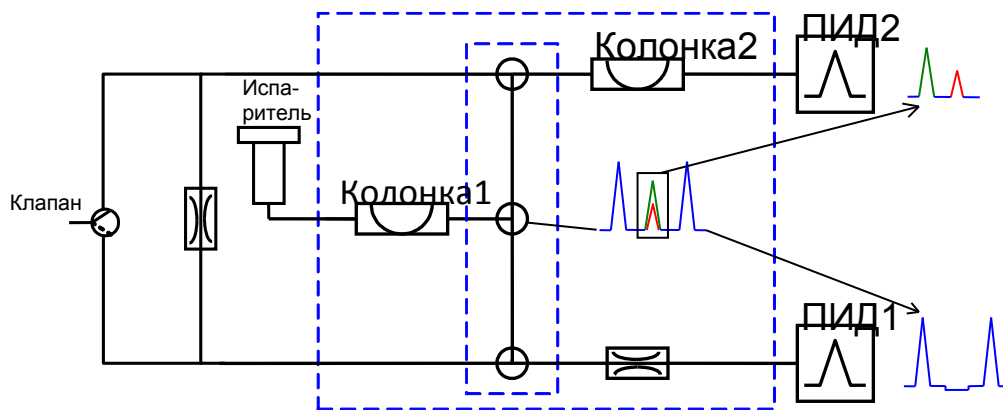 ПИД2
Колонка2
Испа-
ритель
Колонка1
Клапан
ПИД1